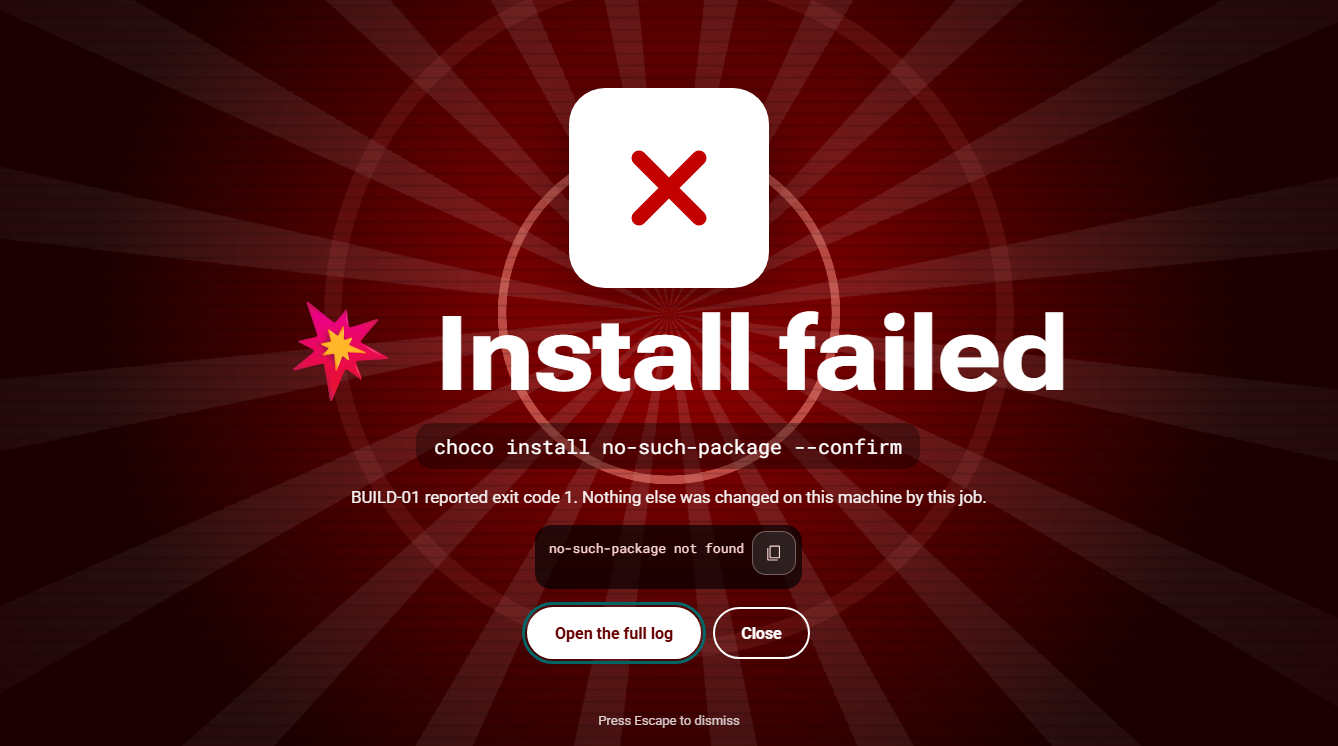 Install failed
choco install no-such-package --confirm
BUILD-01 reported exit code 1. Nothing else was changed on this machine by this job.
no-such-package not found
Open the full log
Close
Press Escape to dismiss